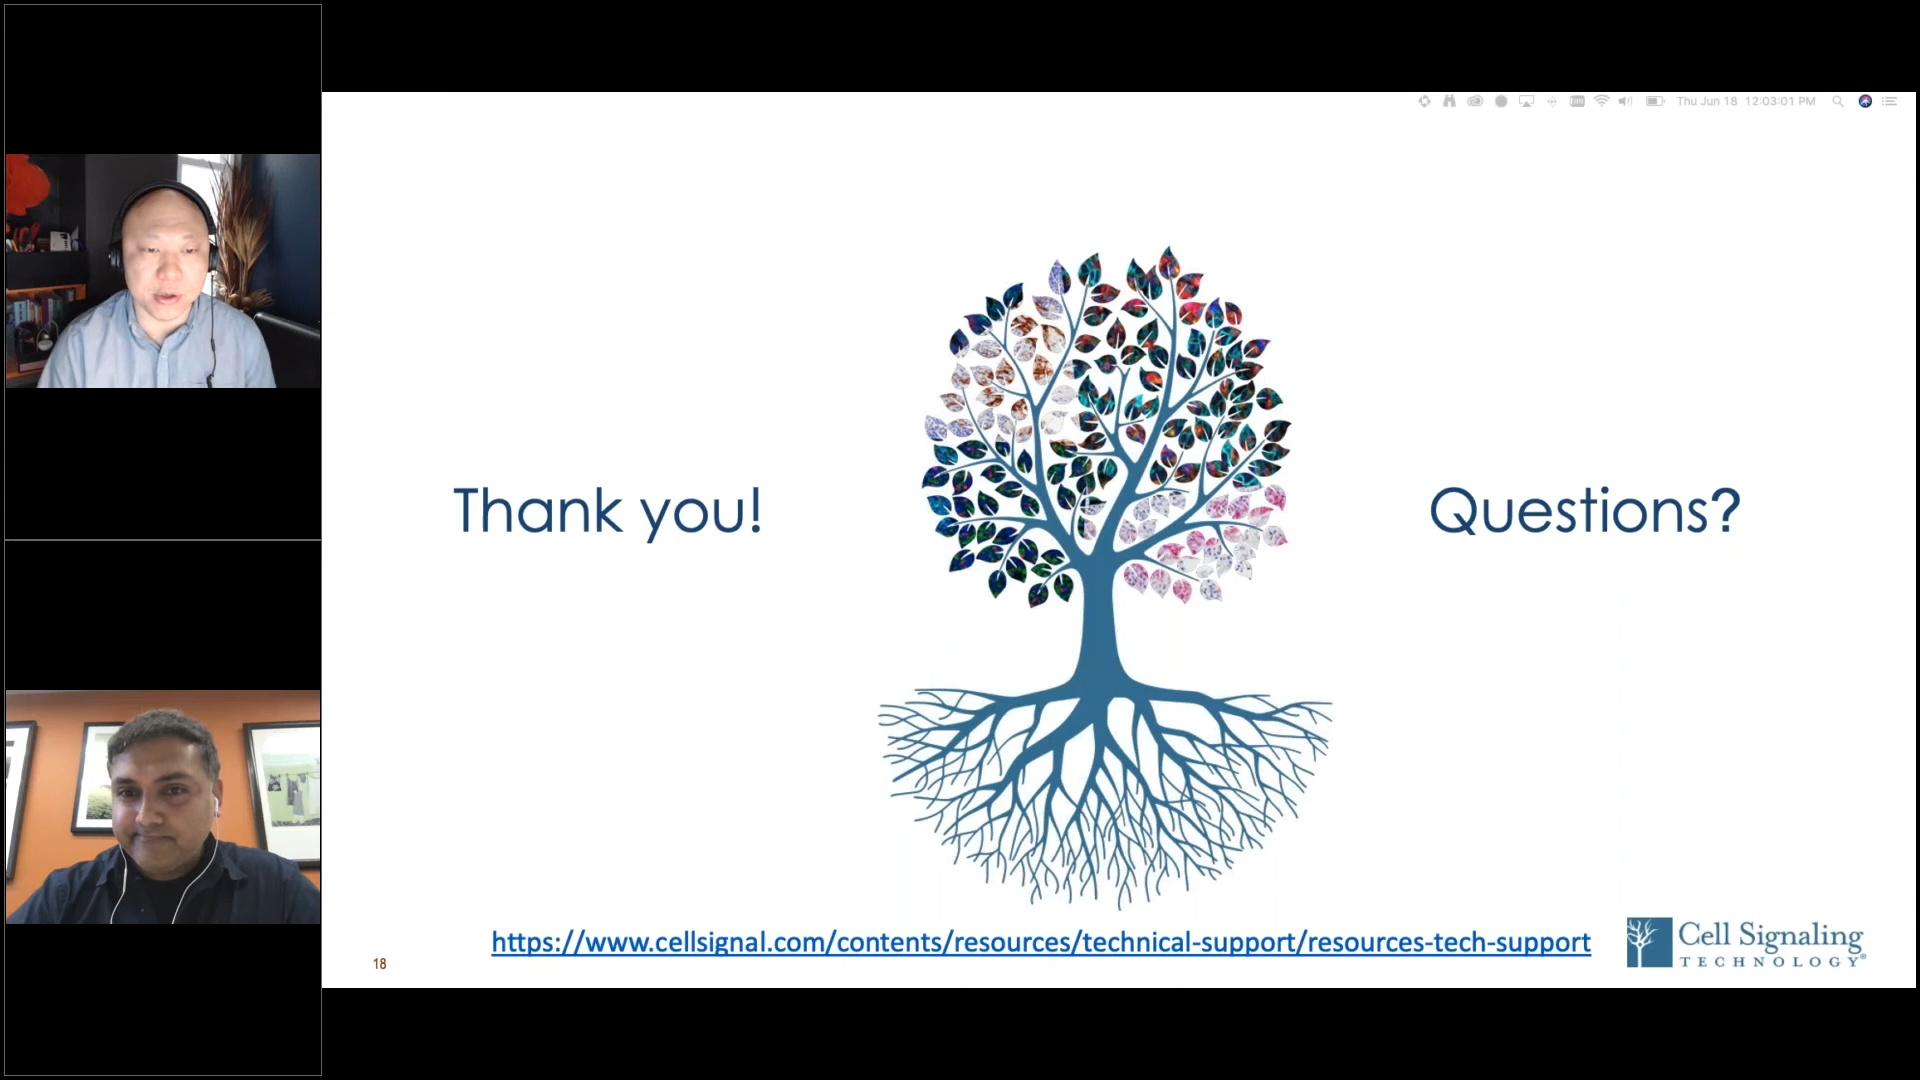 Thu Jun 18 12:03:01 PM
Thank you!
Questions?
https://www.cellsignal.com/contents/resources/technical-support/resources-tech-support
Cell Signaling
TECHNOLOGY®
18